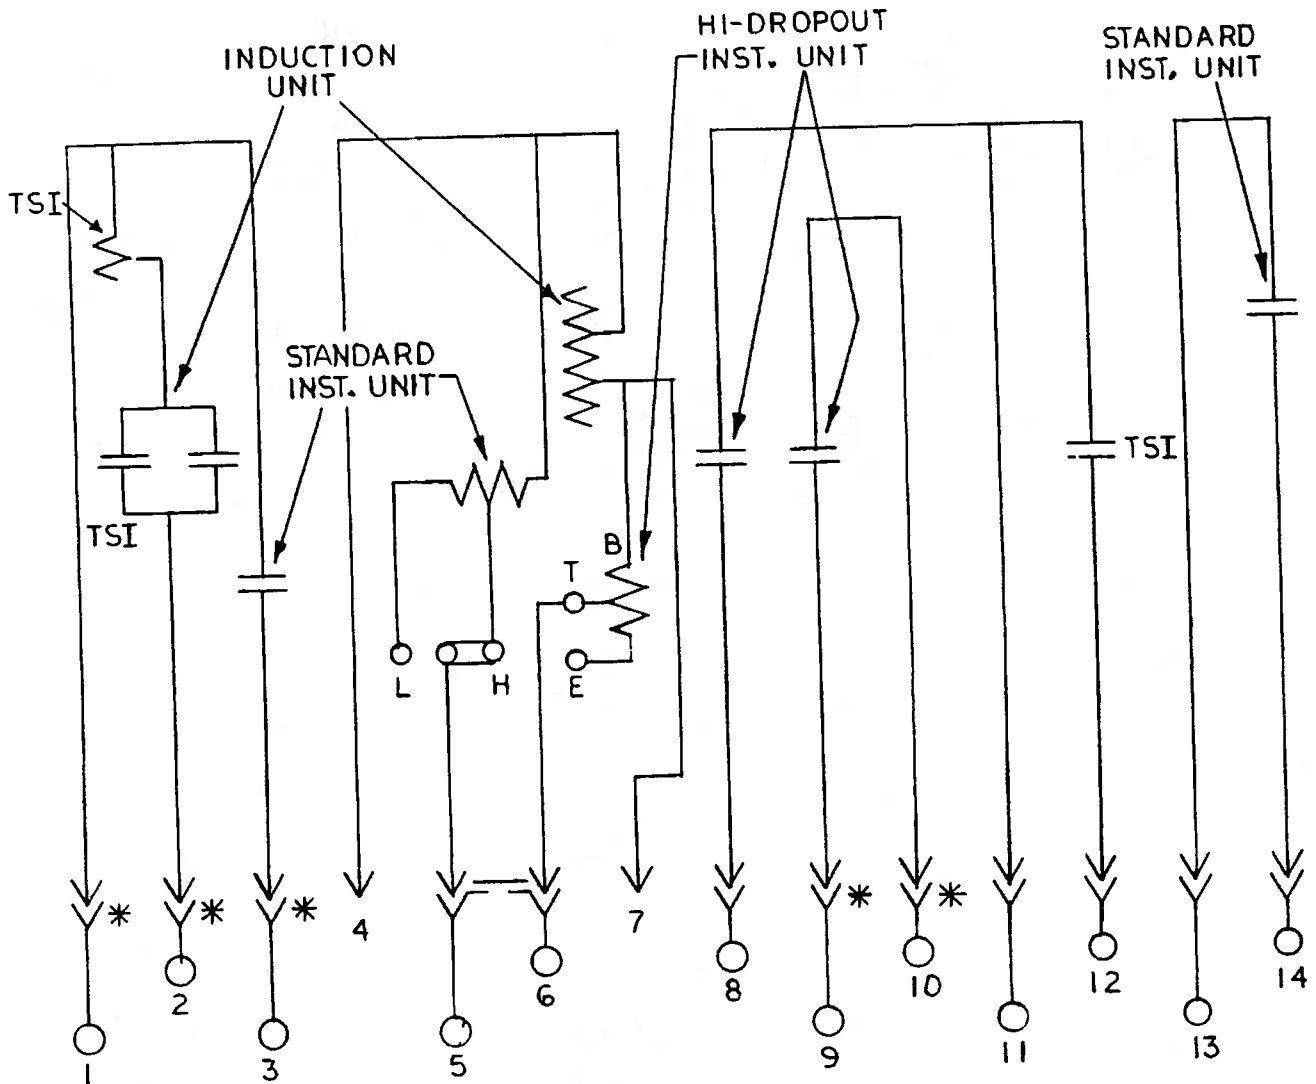 INDUCTION
UNIT
HI-DROPOUT
INST. UNIT
STANDARD
INST. UNIT
TSI
STANDARD
INST. UNIT
TSI
TSI
B
T
L
H
E
*
*
*
4
7
*
*
1
2
3
5
6
8
9
10
11
12
13
14